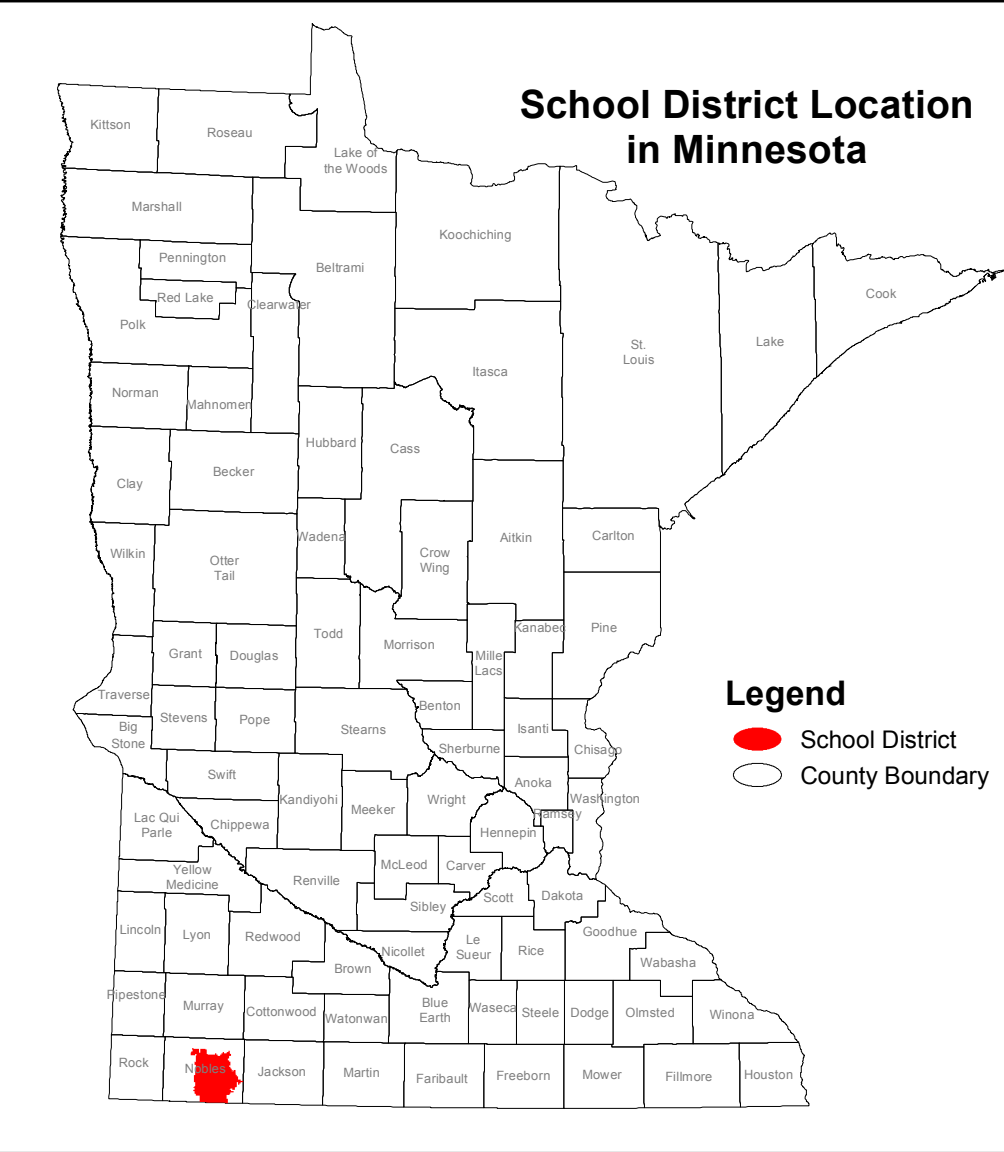 School District Location
in Minnesota
Kittson
Roseau
Lake of
the Woods
Marshall
Koochiching
Pennington
Beltrami
Red Lake
Clearwater
Cook
Polk
St.
Louis
Lake
Itasca
Norman
Mahnomen
Hubbard
Cass
Becker
Clay
Wadena
Aitkin
Carlton
Wilkin
Otter
Tail
Crow
Wing
Todd
Morrison
Kanabec
Pine
Grant
Douglas
Mille
Lacs
Traverse
Benton
Legend
Stevens
Pope
Stearns
Isanti
Big
Stone
Sherburne
Chisago
School District
County Boundary
Swift
Anoka
Kandiyohi
Meeker
Wright
Washington
Ramsey
Lac Qui
Parle
Chippewa
Hennepin
Yellow
Medicine
Renville
McLeod
Carver
Sibley
Scott
Dakota
Lincoln
Lyon
Redwood
Nicollet
Le
Sueur
Rice
Goodhue
Brown
Wabasha
Pipestone
Murray
Cottonwood
Watonwan
Blue
Earth
Waseca
Steele
Dodge
Olmsted
Winona
Rock
Nobles
Jackson
Martin
Faribault
Freeborn
Mower
Fillmore
Houston